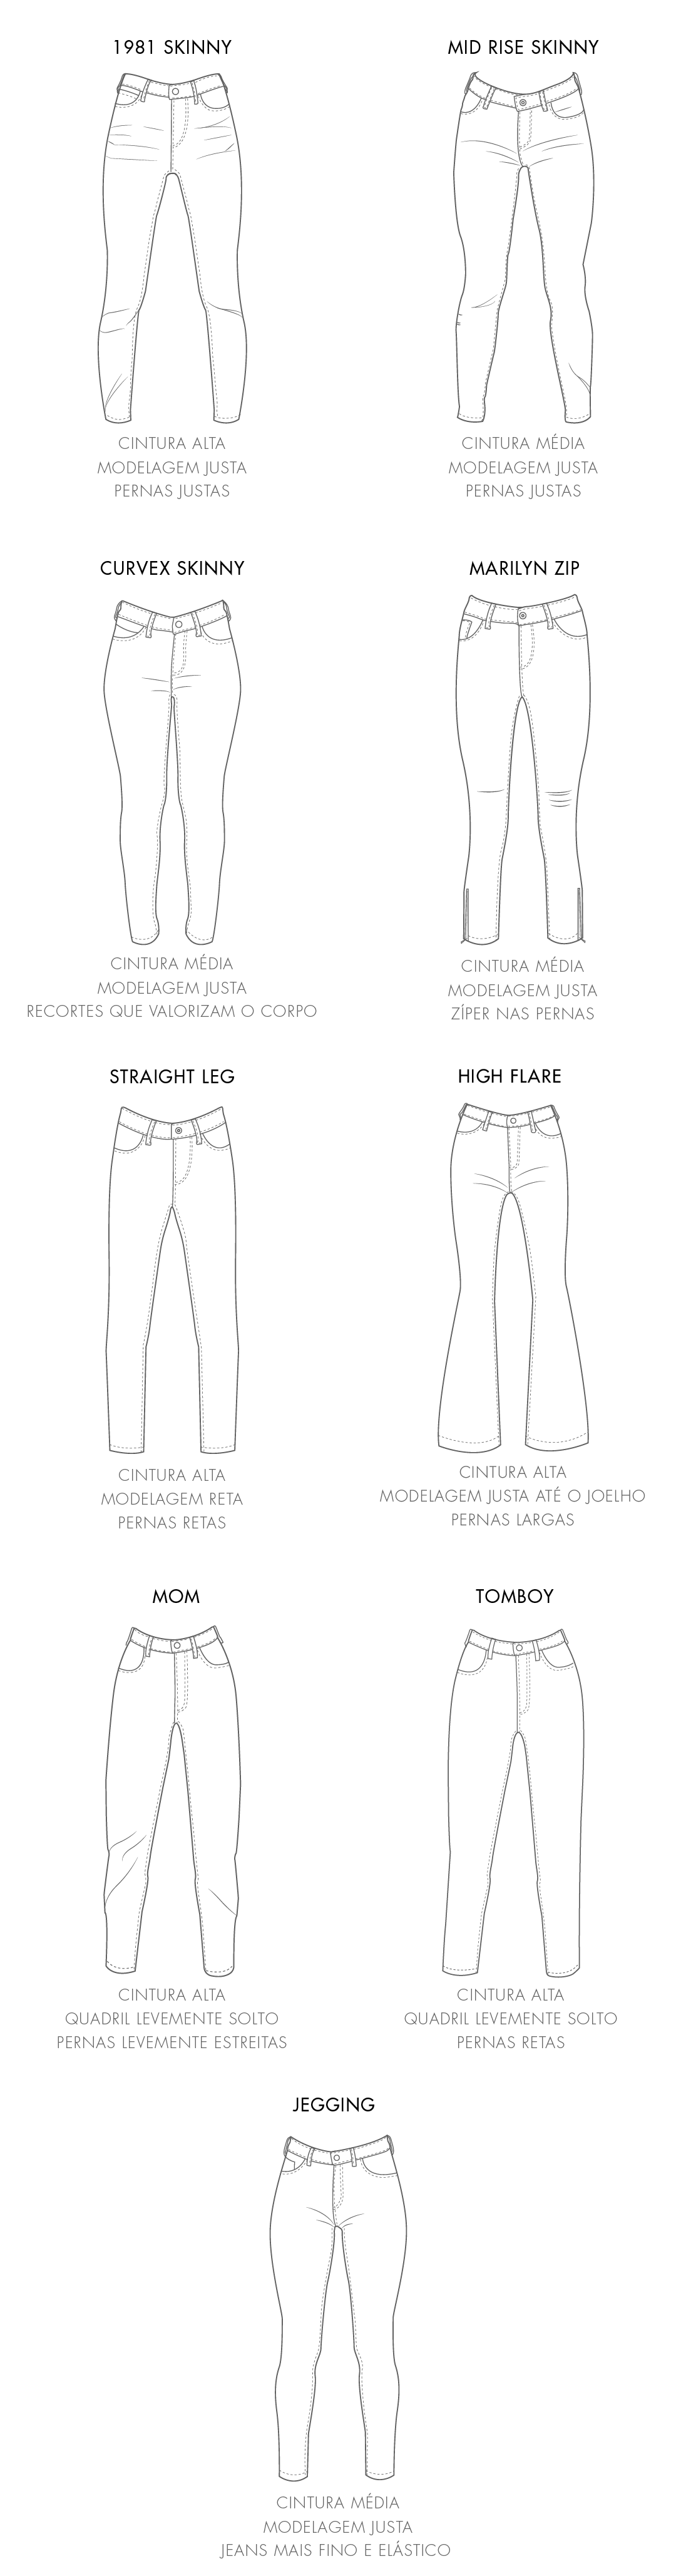 1981 SKINNY
CINTURA ALTA
MODELAGEM JUSTA
PERNAS JUSTAS
MID RISE SKINNY
CINTURA MÉDIA
MODELAGEM JUSTA
PERNAS JUSTAS
CURVEX SKINNY
CINTURA MÉDIA
MODELAGEM JUSTA
RECORTES QUE VALORIZAM O CORPO
MARILYN ZIP
CINTURA MÉDIA
MODELAGEM JUSTA
ZÍPER NAS PERNAS
STRAIGHT LEG
CINTURA ALTA
MODELAGEM RETA
PERNAS RETAS
HIGH FLARE
CINTURA ALTA
MODELAGEM JUSTA ATÉ O JOELHO
PERNAS LARGAS
MOM
CINTURA ALTA
QUADRIL LEVEMENTE SOLTO
PERNAS LEVEMENTE ESTREITAS
TOMBOY
CINTURA ALTA
QUADRIL LEVEMENTE SOLTO
PERNAS RETAS
JEGGING
CINTURA MÉDIA
MODELAGEM JUSTA
JEANS MAIS FINO E ELÁSTICO